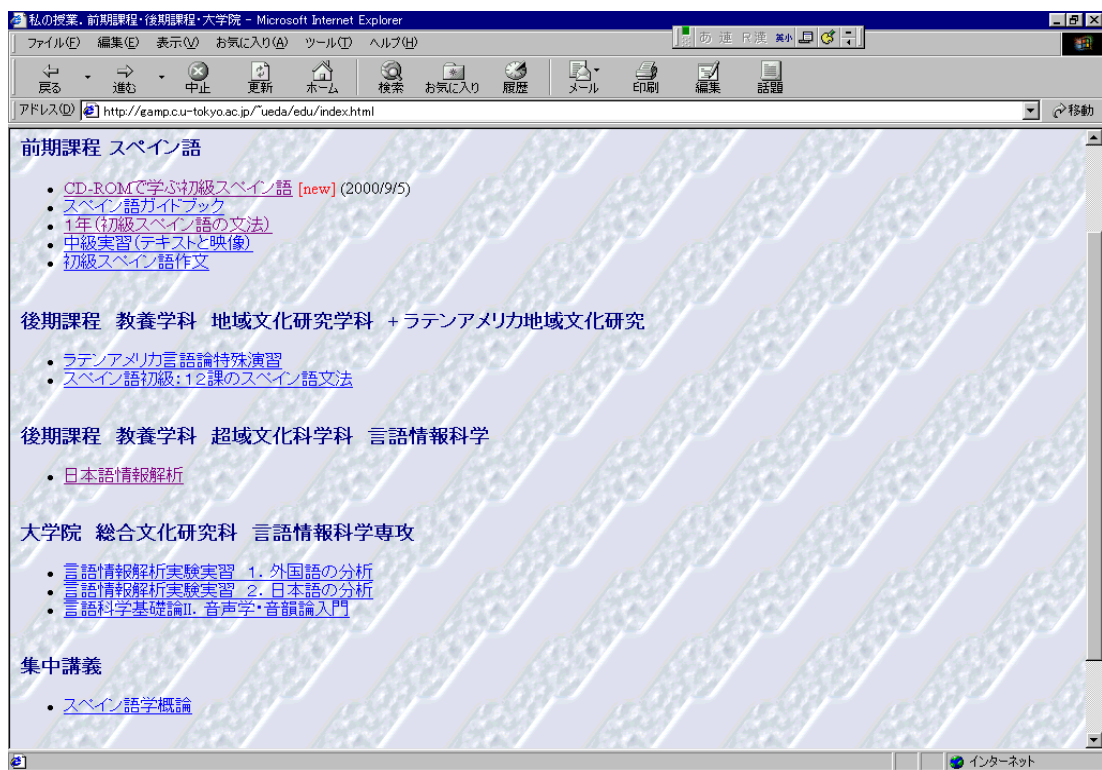 私の授業. 前期課程・後期課程・大学院 - Microsoft Internet Explorer
あ 連 R漢 英小
ファイル(F) 編集(E) 表示(V) お気に入り(A) ツール(T) ヘルプ(H)
戻る 進む 中止 更新 ホーム 検索 お気に入り 履歴 メール 印刷 編集 話題
アドレス(D) http://gamp.c.u-tokyo.ac.jp/~ueda/edu/index.html 移動
前期課程 スペイン語
CD-ROMで学ぶ初級スペイン語 [new] (2000/9/5)
スペイン語ガイドブック
1年(初級スペイン語の文法)
中級実習(テキストと映像)
初級スペイン語作文
後期課程 教養学科 地域文化研究学科 +ラテンアメリカ地域文化研究
ラテンアメリカ言語論特殊演習
スペイン語初級:12課のスペイン語文法
後期課程 教養学科 超域文化科学科 言語情報科学
日本語情報解析
大学院 総合文化研究科 言語情報科学専攻
言語情報解析実験実習 1. 外国語の分析
言語情報解析実験実習 2. 日本語の分析
言語科学基礎論II. 音声学・音韻論入門
集中講義
スペイン語学概論
インターネット